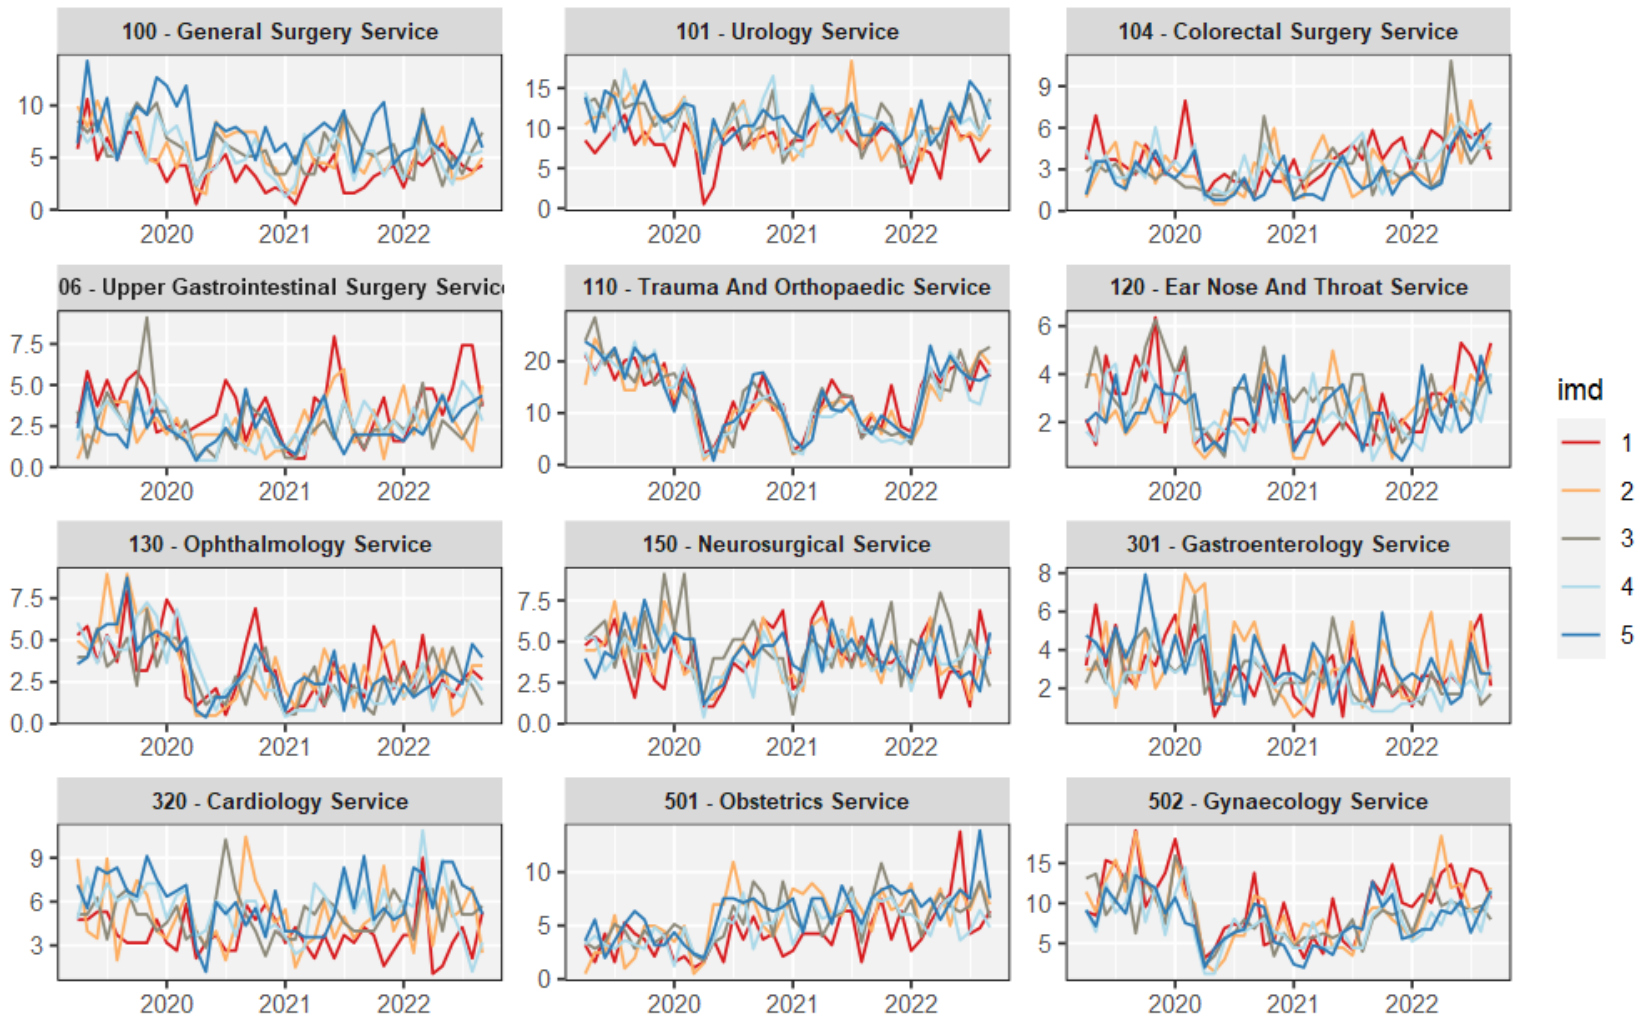 100 - General Surgery Service
101 - Urology Service
104 - Colorectal Surgery Service
10
5
0
2020 2021 2022
15
10
5
0
2020 2021 2022
9
6
3
0
2020 2021 2022
06 - Upper Gastrointestinal Surgery Servic
110 - Trauma And Orthopaedic Service
120 - Ear Nose And Throat Service
7.5
5.0
2.5
0.0
2020 2021 2022
20
10
0
2020 2021 2022
6
4
2
2020 2021 2022
imd
1
2
3
4
5
130 - Ophthalmology Service
150 - Neurosurgical Service
301 - Gastroenterology Service
7.5
5.0
2.5
0.0
2020 2021 2022
7.5
5.0
2.5
0.0
2020 2021 2022
8
6
4
2
2020 2021 2022
320 - Cardiology Service
501 - Obstetrics Service
502 - Gynaecology Service
9
6
3
2020 2021 2022
10
5
0
2020 2021 2022
15
10
5
2020 2021 2022